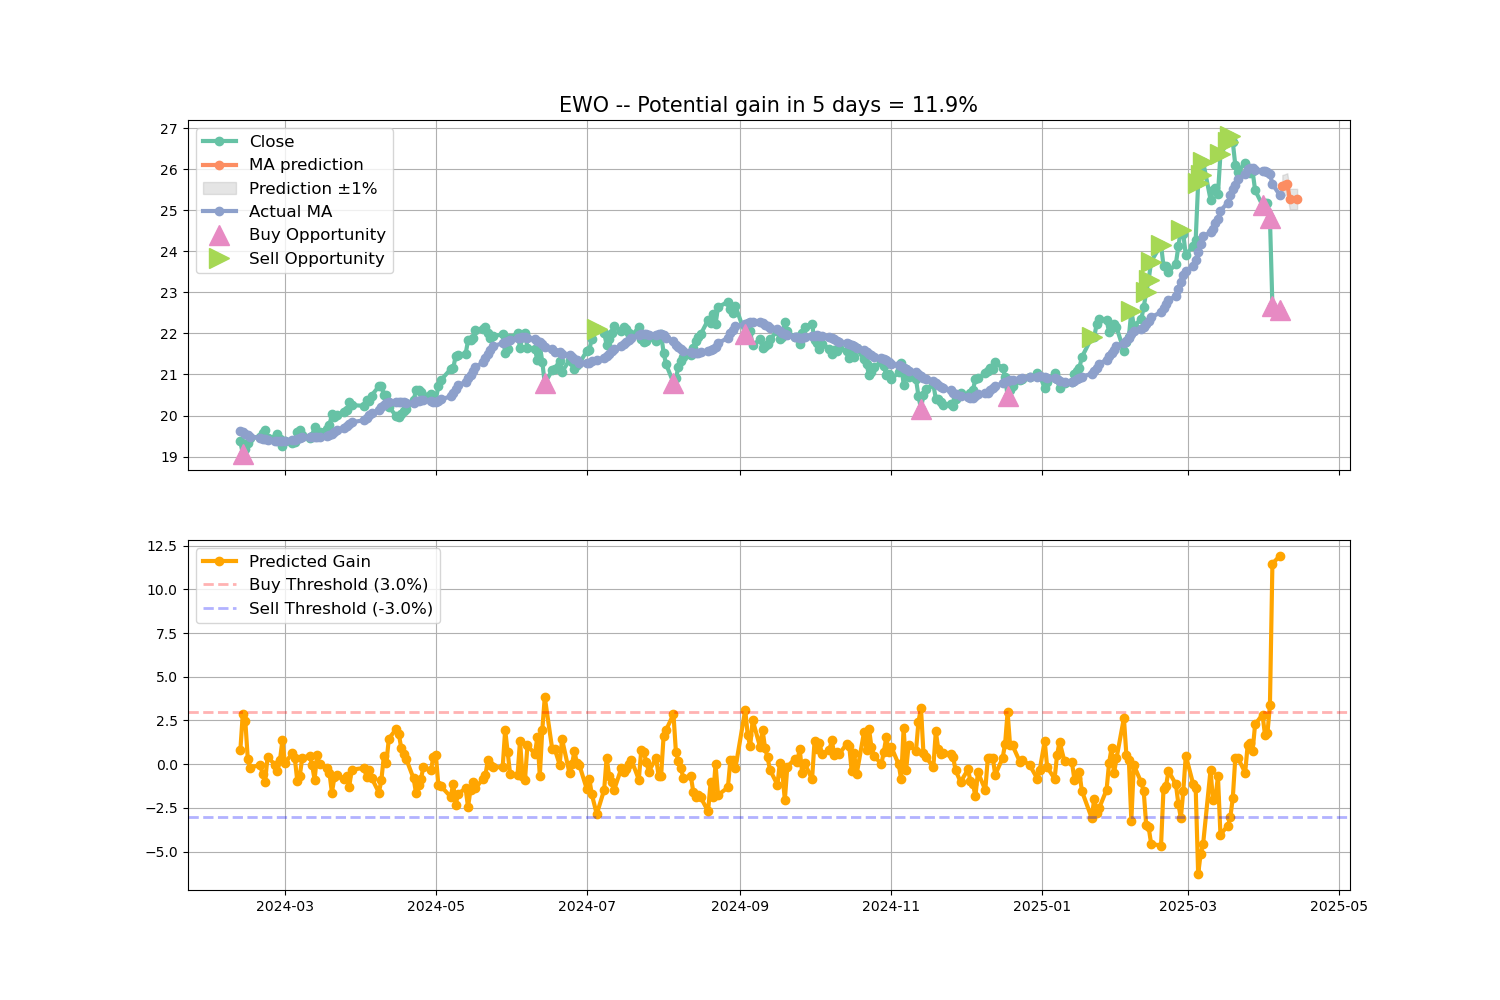 EWO -- Potential gain in 5 days = 11.9%
27
26
25
24
23
22
21
20
19
Close
MA prediction
Prediction ±1%
Actual MA
Buy Opportunity
Sell Opportunity
12.5
10.0
7.5
5.0
2.5
0.0
−2.5
−5.0
Predicted Gain
Buy Threshold (3.0%)
Sell Threshold (-3.0%)
2024-03 2024-05 2024-07 2024-09 2024-11 2025-01 2025-03 2025-05